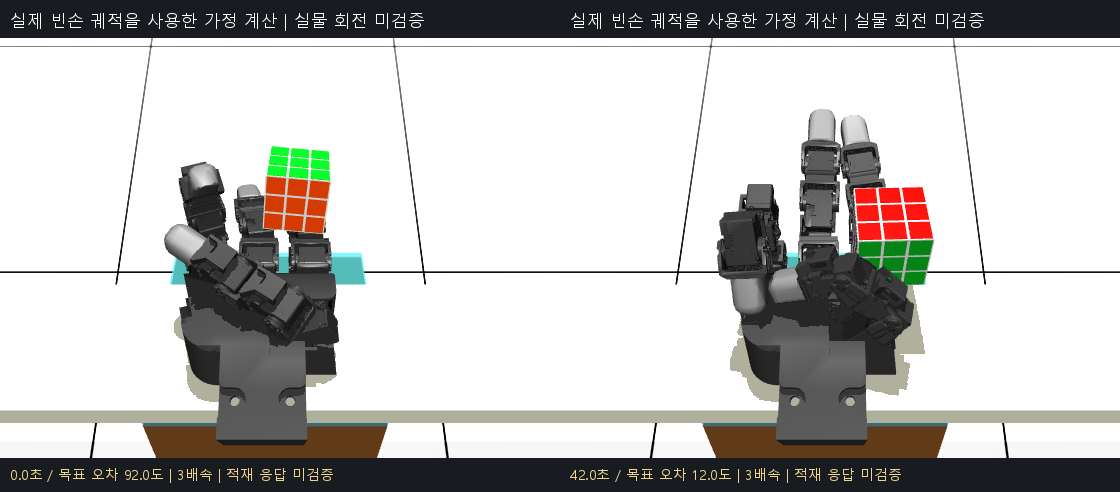 실제 빈손 궤적을 사용한 가정 계산 | 실물 회전 미검증
실제 빈손 궤적을 사용한 가정 계산 | 실물 회전 미검증
0.0초 / 목표 오차 92.0도 | 3배속 | 적재 응답 미검증
42.0초 / 목표 오차 12.0도 | 3배속 | 적재 응답 미검증